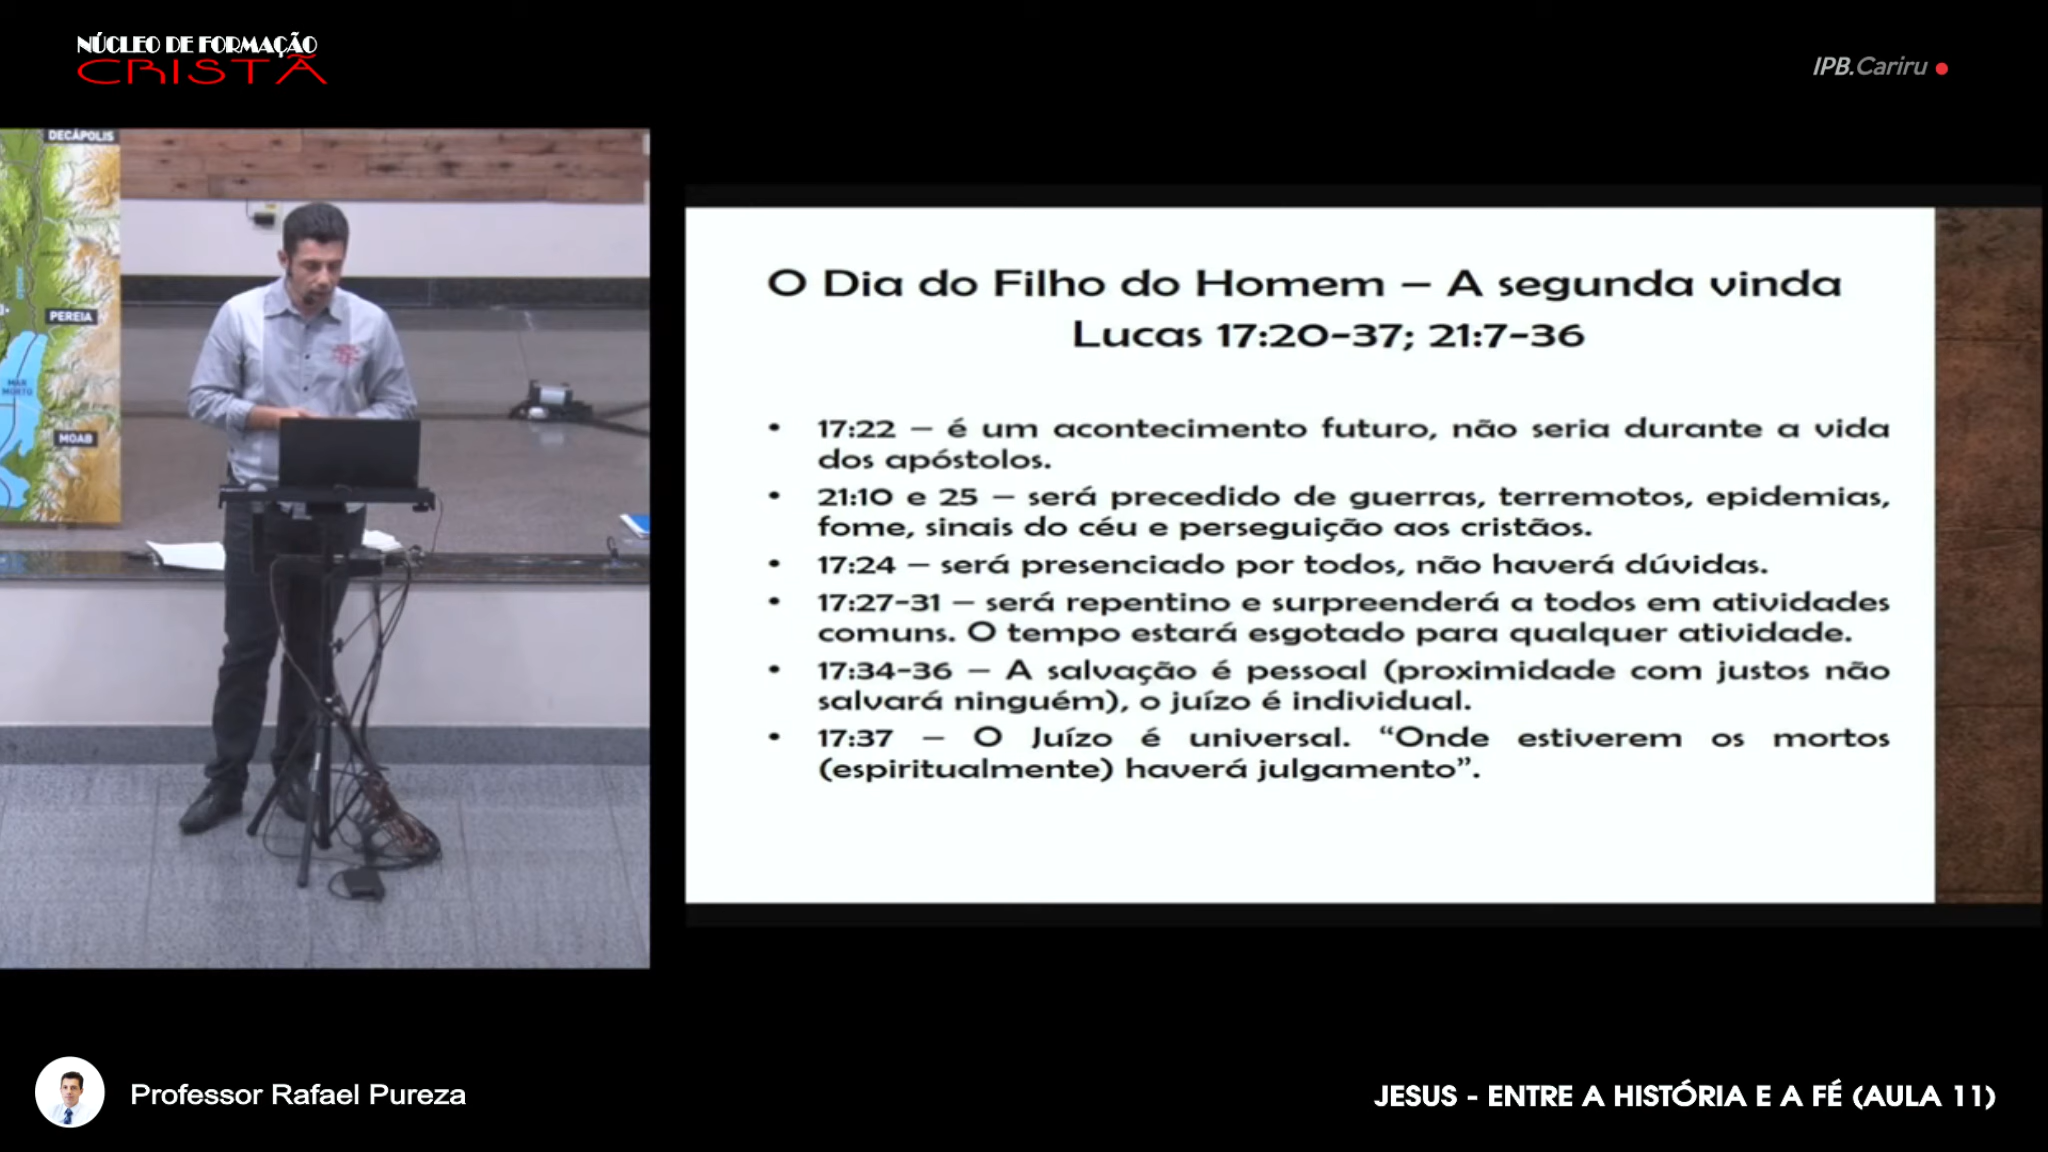 NÚCLEO DE FORMAÇÃO
CRISTÃ
IPB.Cariru
DECÁPOLIS
PEREIA
MAR
MORTO
MOAB
O Dia do Filho do Homem – A segunda vinda
Lucas 17:20-37; 21:7-36
• 17:22 – é um acontecimento futuro, não seria durante a vida
dos apóstolos.
• 21:10 e 25 – será precedido de guerras, terremotos, epidemias,
fome, sinais do céu e perseguição aos cristãos.
• 17:24 – será presenciado por todos, não haverá dúvidas.
• 17:27-31 – será repentino e surpreenderá a todos em atividades
comuns. O tempo estará esgotado para qualquer atividade.
• 17:34-36 – A salvação é pessoal (proximidade com justos não
salvará ninguém), o juízo é individual.
• 17:37 – O Juízo é universal. “Onde estiverem os mortos
(espiritualmente) haverá julgamento”.
Professor Rafael Pureza
JESUS - ENTRE A HISTÓRIA E A FÉ (AULA 11)